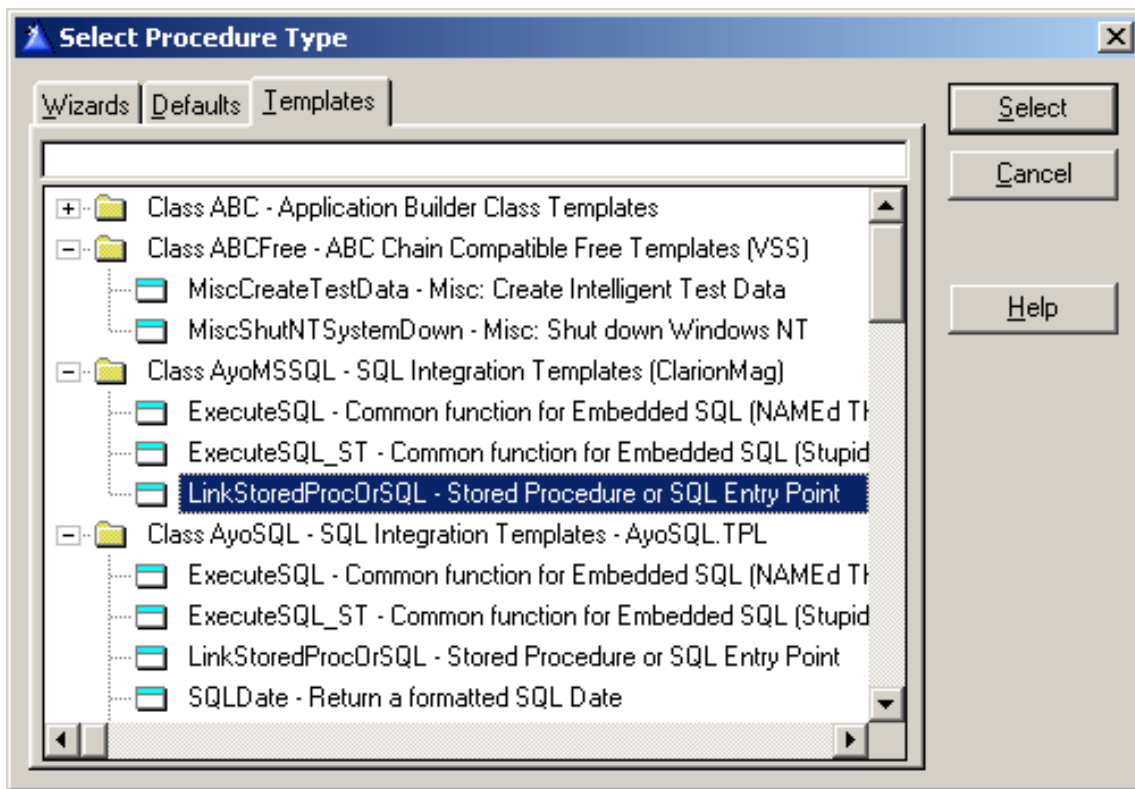 Select Procedure Type
Wizards Defaults Templates
Select
Cancel
Help
Class ABC - Application Builder Class Templates
Class ABCFree - ABC Chain Compatible Free Templates (VSS)
MiscCreateTestData - Misc: Create Intelligent Test Data
MiscShutNTSystemDown - Misc: Shut down Windows NT
Class AyoMSSQL - SQL Integration Templates (ClarionMag)
ExecuteSQL - Common function for Embedded SQL (NAMEd TH
ExecuteSQL_ST - Common function for Embedded SQL (Stupid
LinkStoredProcOrSQL - Stored Procedure or SQL Entry Point
Class AyoSQL - SQL Integration Templates - AyoSQL.TPL
ExecuteSQL - Common function for Embedded SQL (NAMEd TH
ExecuteSQL_ST - Common function for Embedded SQL (Stupid
LinkStoredProcOrSQL - Stored Procedure or SQL Entry Point
SQLDate - Return a formatted SQL Date